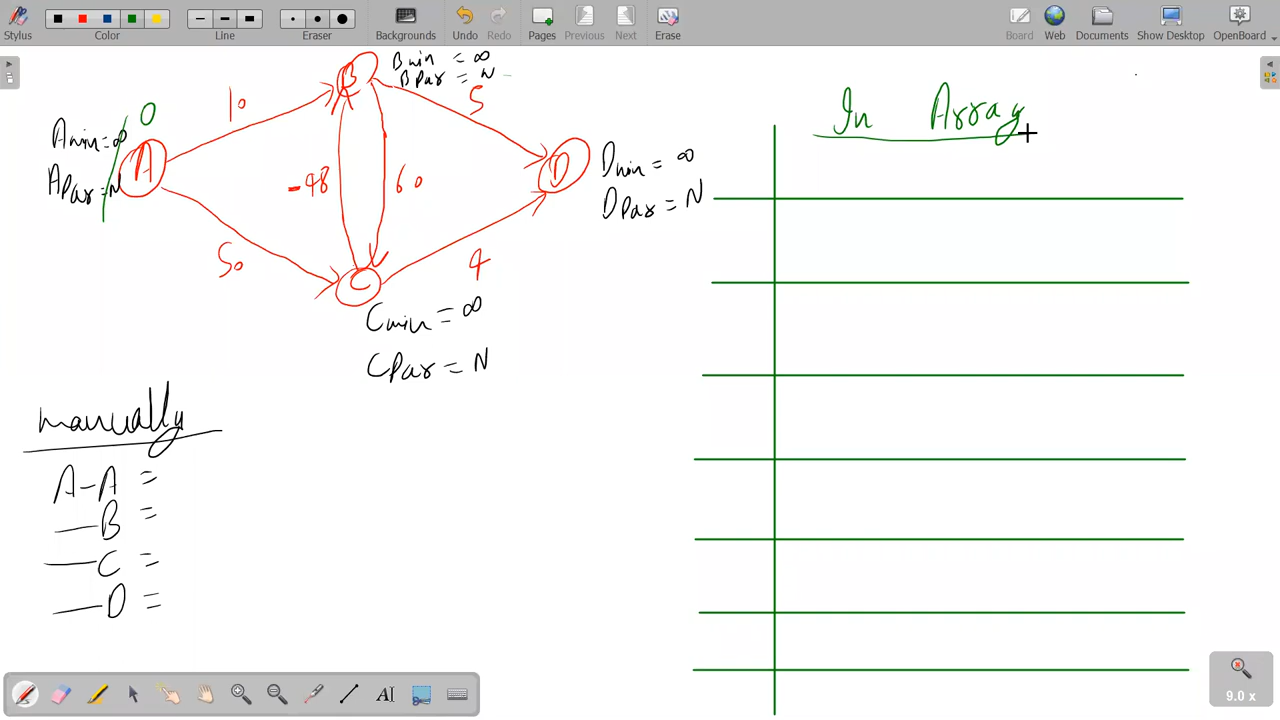 Stylus Color Line Eraser Backgrounds Undo Redo Pages Previous Next Erase Board Web Documents Show Desktop OpenBoard
Bmin = ∞
BPar = N
B
10
5
In Array
0
Amin = ∞
A
APar = N
-48
60
D
Dmin = ∞
DPar = N
50
4
C
Cmin = ∞
CPar = N
manually
A-A =
—B =
—C =
—D =
9.0 x